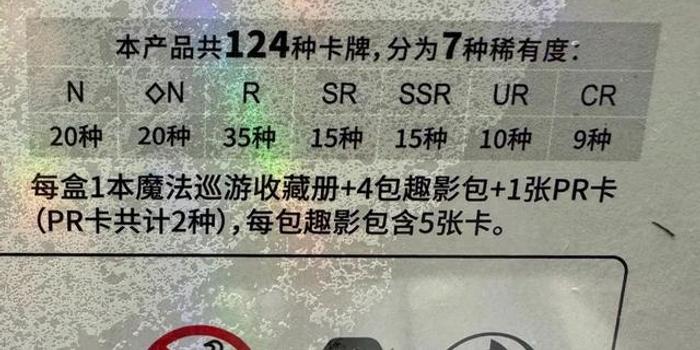 本产品共124种卡牌,分为7种稀有度:
N ◇N R SR SSR UR CR
20种 20种 35种 15种 15种 10种 9种
每盒1本魔法巡游收藏册+4包趣影包+1张PR卡
(PR卡共计2种),每包趣影包含5张卡。